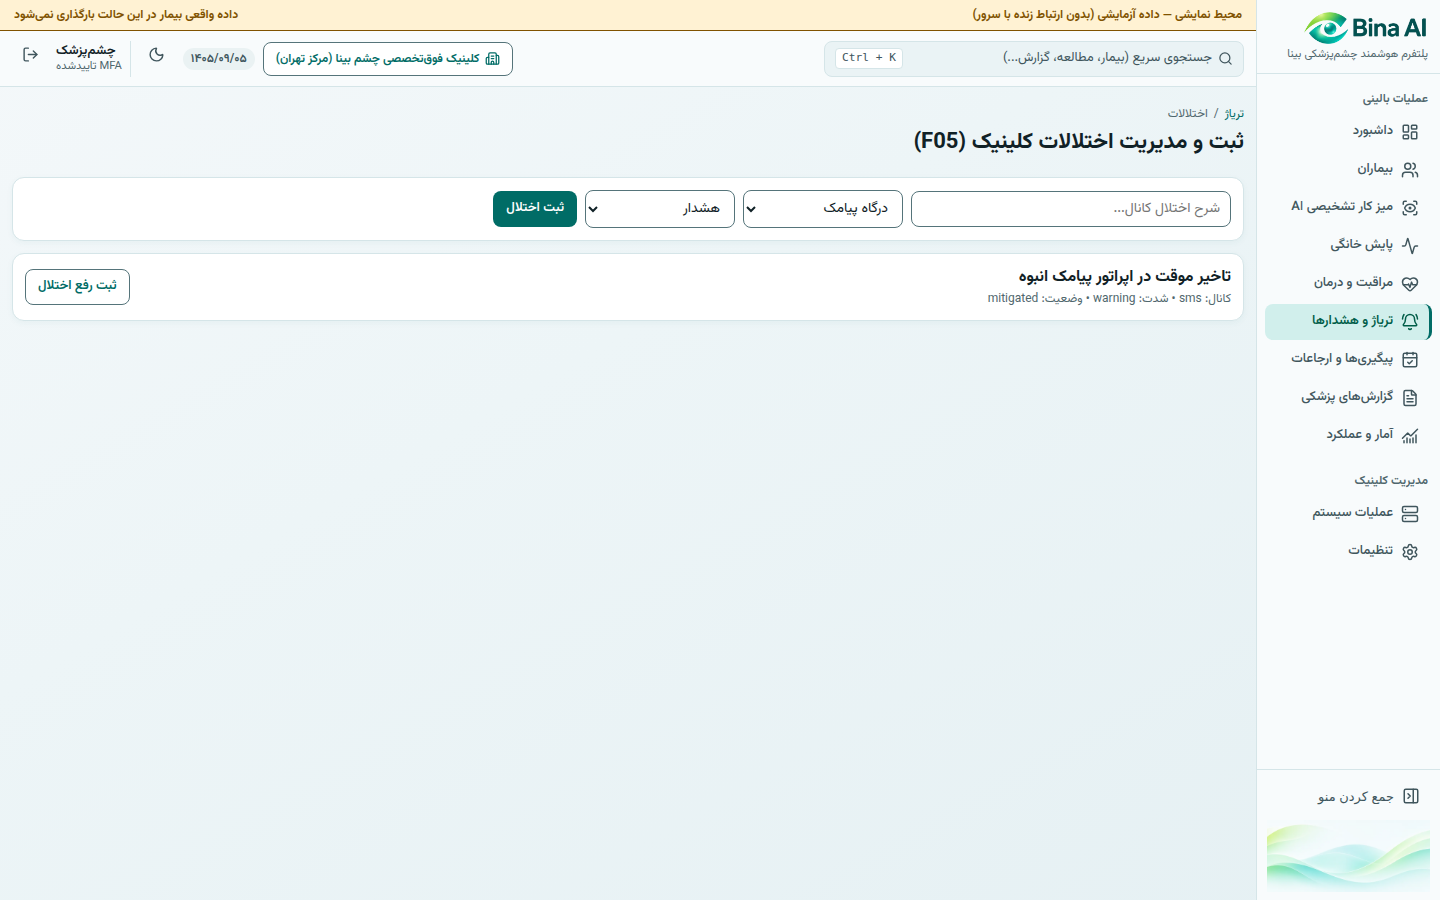 محیط نمایشی — داده آزمایشی (بدون ارتباط زنده با سرور)
داده واقعی بیمار در این حالت بارگذاری نمی‌شود
Bina AI
پلتفرم هوشمند چشم‌پزشکی بینا
جستجوی سریع (بیمار، مطالعه، گزارش...)
Ctrl + K
کلینیک فوق‌تخصصی چشم بینا (مرکز تهران)
۱۴۰۵/۰۹/۰۵
چشم‌پزشک
MFA تاییدشده
عملیات بالینی
داشبورد
بیماران
میز کار تشخیصی AI
پایش خانگی
مراقبت و درمان
تریاژ و هشدارها
پیگیری‌ها و ارجاعات
گزارش‌های پزشکی
آمار و عملکرد
مدیریت کلینیک
عملیات سیستم
تنظیمات
جمع کردن منو
تریاژ / اختلالات
ثبت و مدیریت اختلالات کلینیک (F05)
شرح اختلال کانال...
درگاه پیامک
هشدار
ثبت اختلال
تاخیر موقت در اپراتور پیامک انبوه
کانال: sms • شدت: warning • وضعیت: mitigated
ثبت رفع اختلال